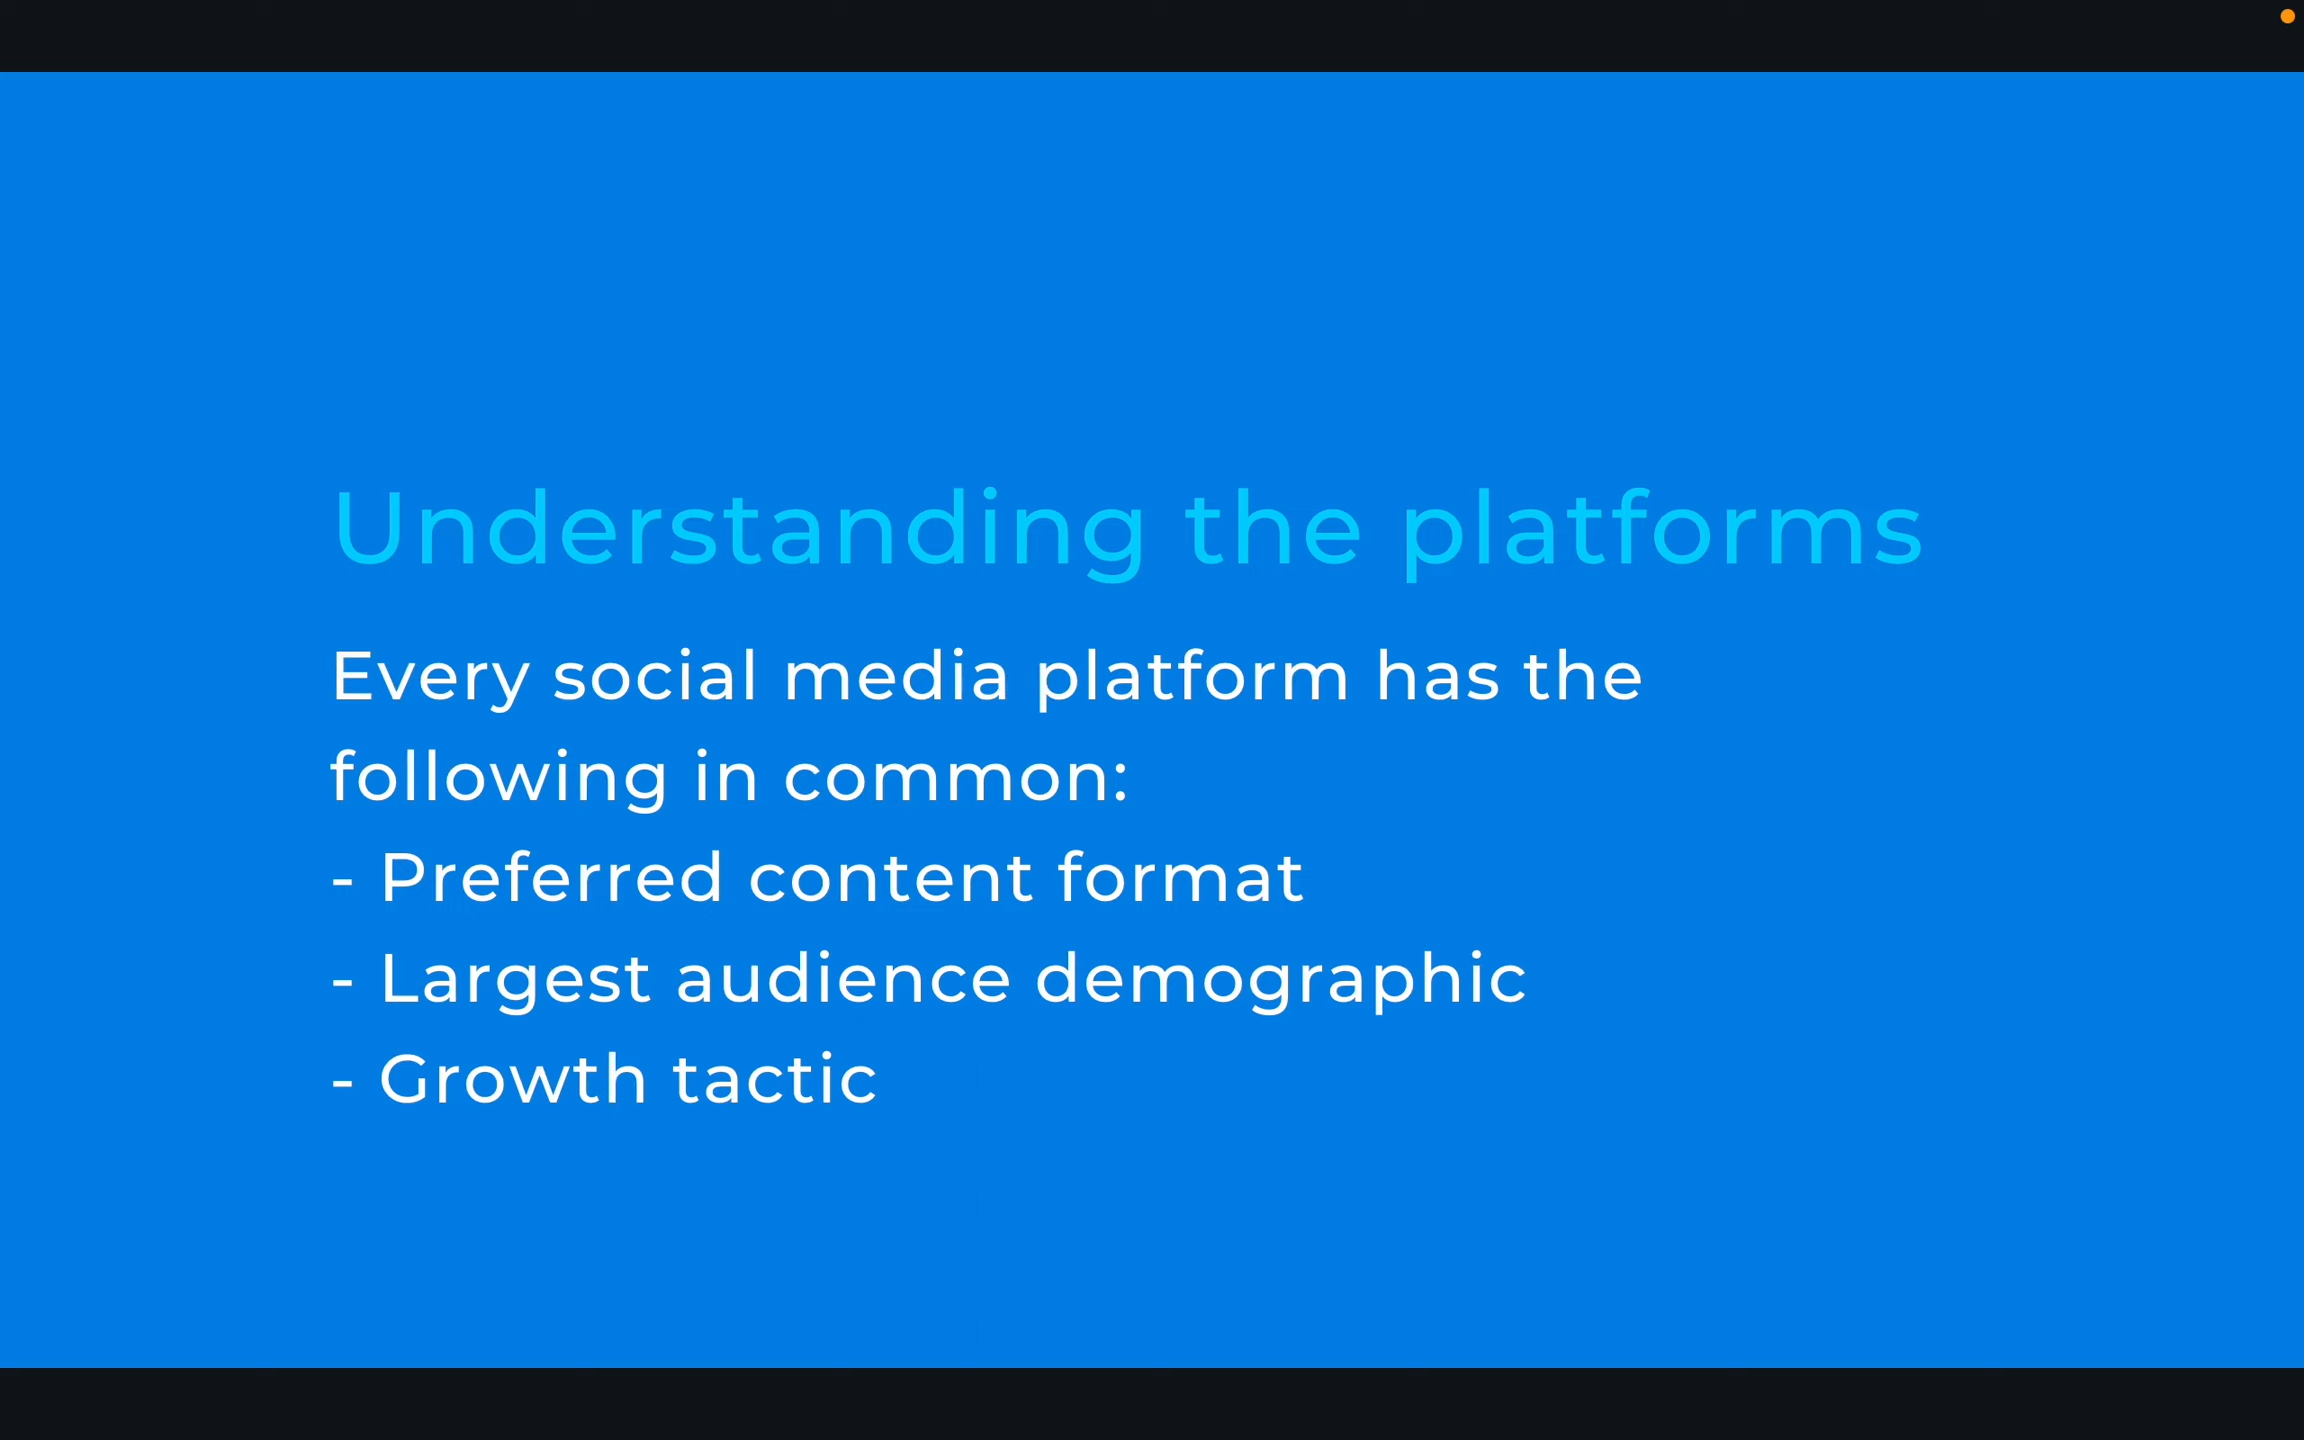 Understanding the platforms
Every social media platform has the
following in common:
- Preferred content format
- Largest audience demographic
- Growth tactic